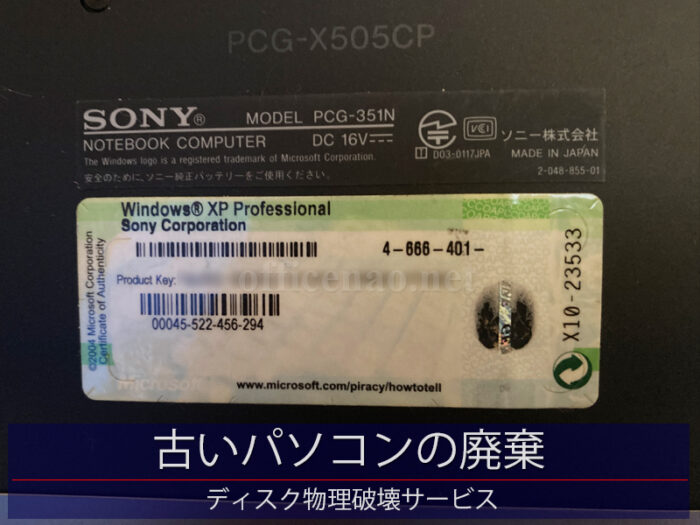 PCG-X505CP
SONY® MODEL PCG-351N
NOTEBOOK COMPUTER DC 16V
The Windows logo is a registered trademark of Microsoft Corporation.
安全のために、ソニー純正バッテリーをご使用ください。
VCI ソニー株式会社
T D03-0117JPA MADE IN JAPAN
2-048-855-01
Windows® XP Professional
Sony Corporation
4-666-401-
Product Key:
officenao.net
00045-522-456-294
©2004 Microsoft Corporation
Certificate of Authenticity
X10-23533
Microsoft
www.microsoft.com/piracy/howtotell
古いパソコンの廃棄
ディスク物理破壊サービス